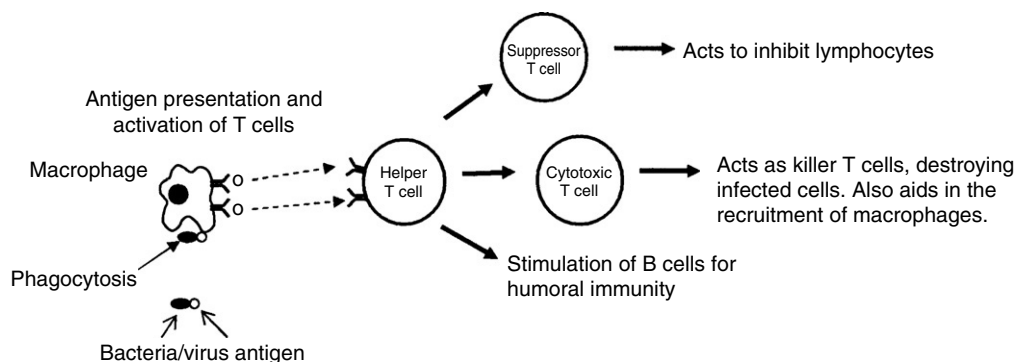 Suppressor
T cell
Acts to inhibit lymphocytes
Antigen presentation and
activation of T cells
Macrophage
Helper
T cell
Cytotoxic
T cell
Acts as killer T cells, destroying
infected cells. Also aids in the
recruitment of macrophages.
Phagocytosis
Stimulation of B cells for
humoral immunity
Bacteria/virus antigen